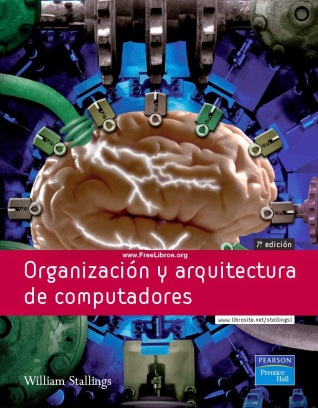 7ª edición
www.FreeLibros.org
Organización y arquitectura
de computadores
www.librosite.net/stallings1
PEARSON
Prentice
Hall
William Stallings